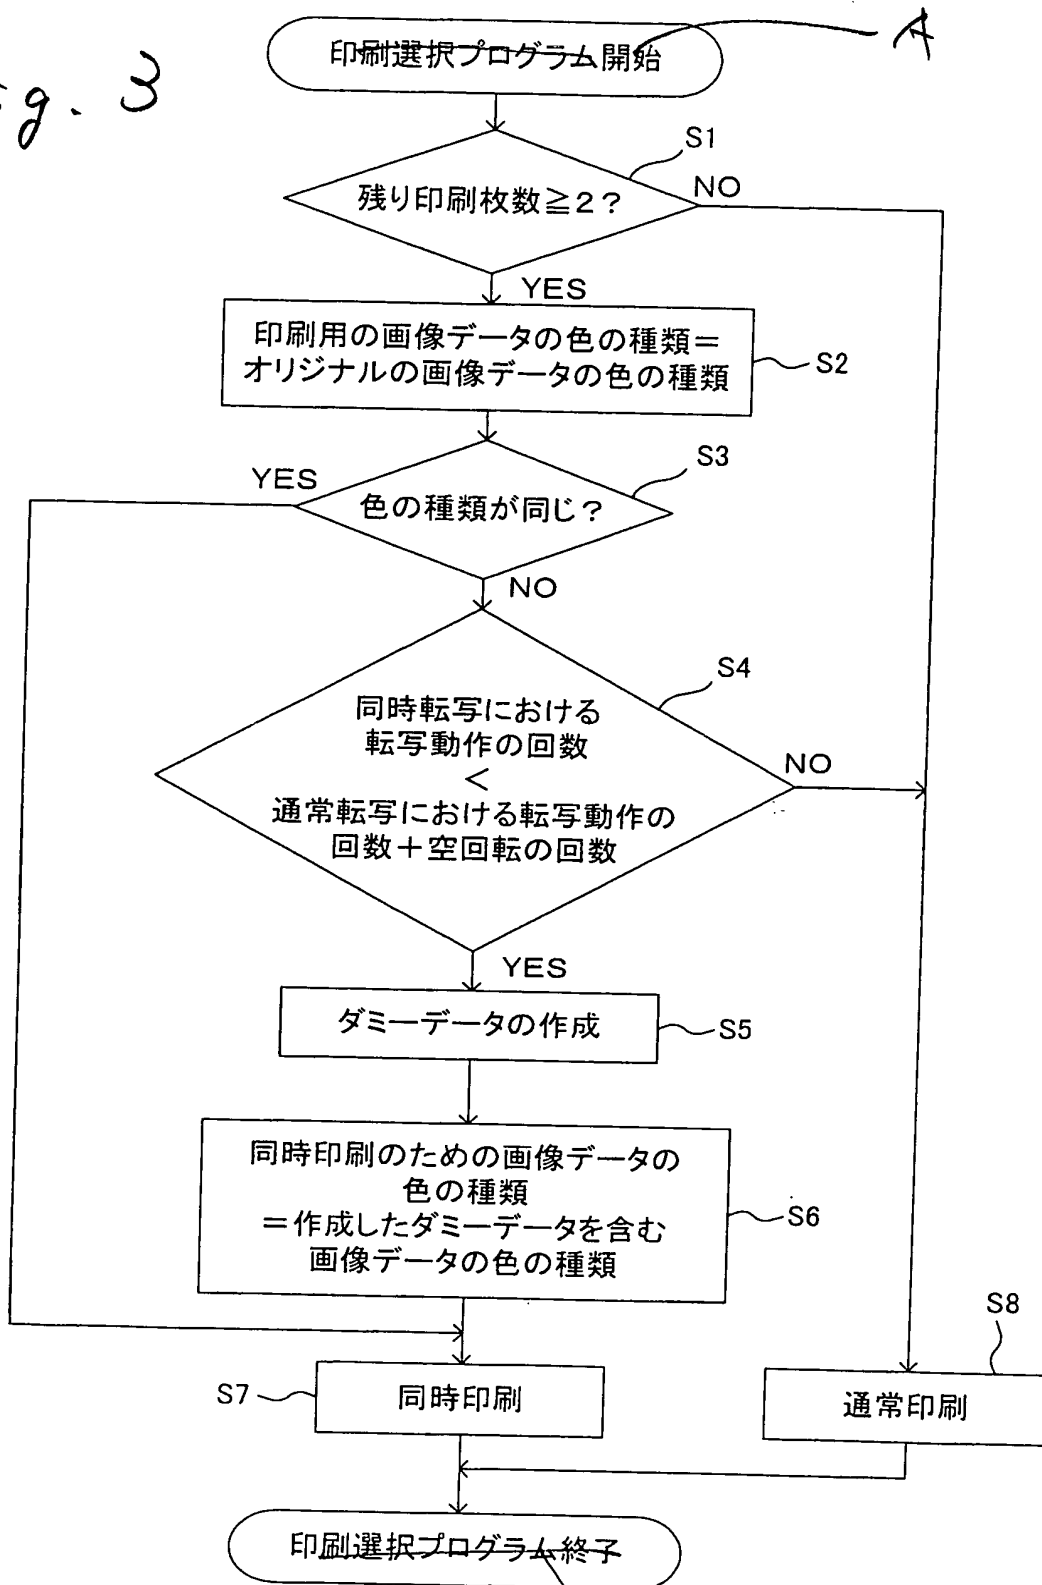 印刷選択プログラム開始
A
g. 3
S1
残り印刷枚数≧2?
NO
YES
印刷用の画像データの色の種類=
オリジナルの画像データの色の種類
S2
S3
YES
色の種類が同じ?
NO
S4
同時転写における
転写動作の回数
<
通常転写における転写動作の
回数+空回転の回数
NO
YES
ダミーデータの作成
S5
同時印刷のための画像データの
色の種類
=作成したダミーデータを含む
画像データの色の種類
S6
S8
S7
同時印刷
通常印刷
印刷選択プログラム終了